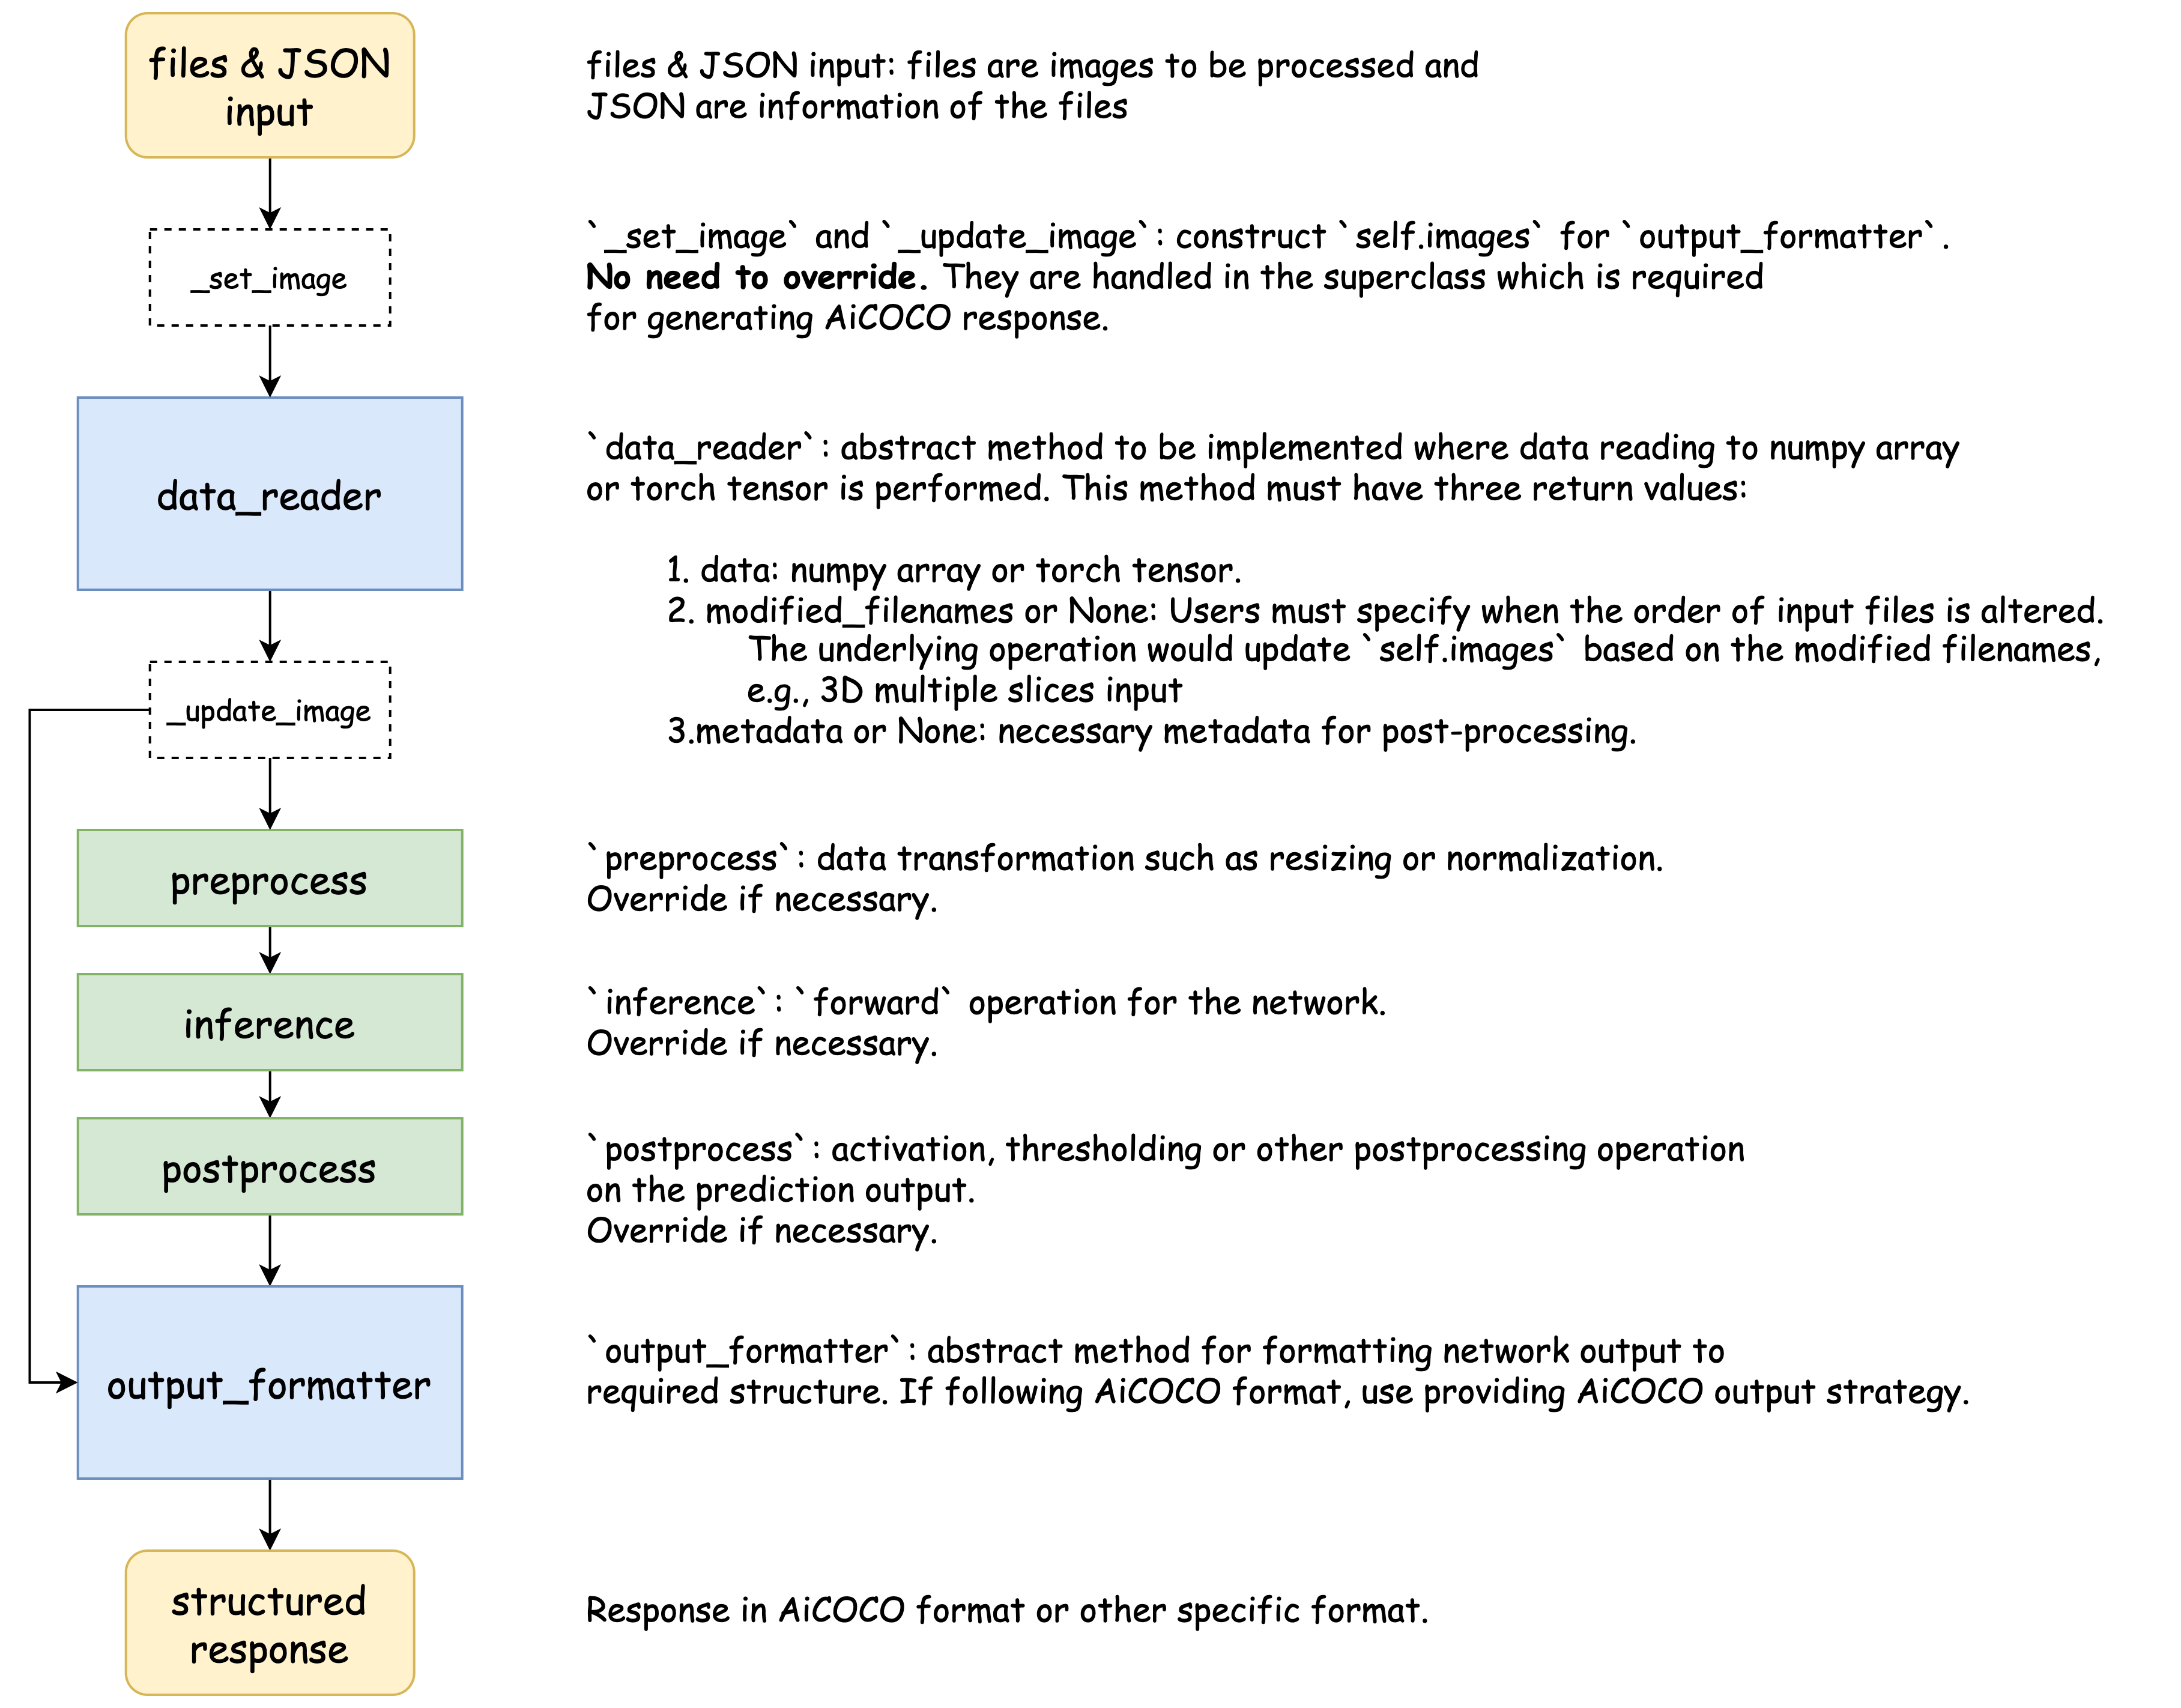 files & JSON
input
files & JSON input: files are images to be processed and
JSON are information of the files
_set_image
`_set_image` and `_update_image`: construct `self.images` for `output_formatter`.
No need to override. They are handled in the superclass which is required
for generating AiCOCO response.
data_reader
`data_reader`: abstract method to be implemented where data reading to numpy array
or torch tensor is performed. This method must have three return values:
1. data: numpy array or torch tensor.
2. modified_filenames or None: Users must specify when the order of input files is altered.
The underlying operation would update `self.images` based on the modified filenames,
e.g., 3D multiple slices input
3.metadata or None: necessary metadata for post-processing.
_update_image
preprocess
`preprocess`: data transformation such as resizing or normalization.
Override if necessary.
inference
`inference`: `forward` operation for the network.
Override if necessary.
postprocess
`postprocess`: activation, thresholding or other postprocessing operation
on the prediction output.
Override if necessary.
output_formatter
`output_formatter`: abstract method for formatting network output to
required structure. If following AiCOCO format, use providing AiCOCO output strategy.
structured
response
Response in AiCOCO format or other specific format.